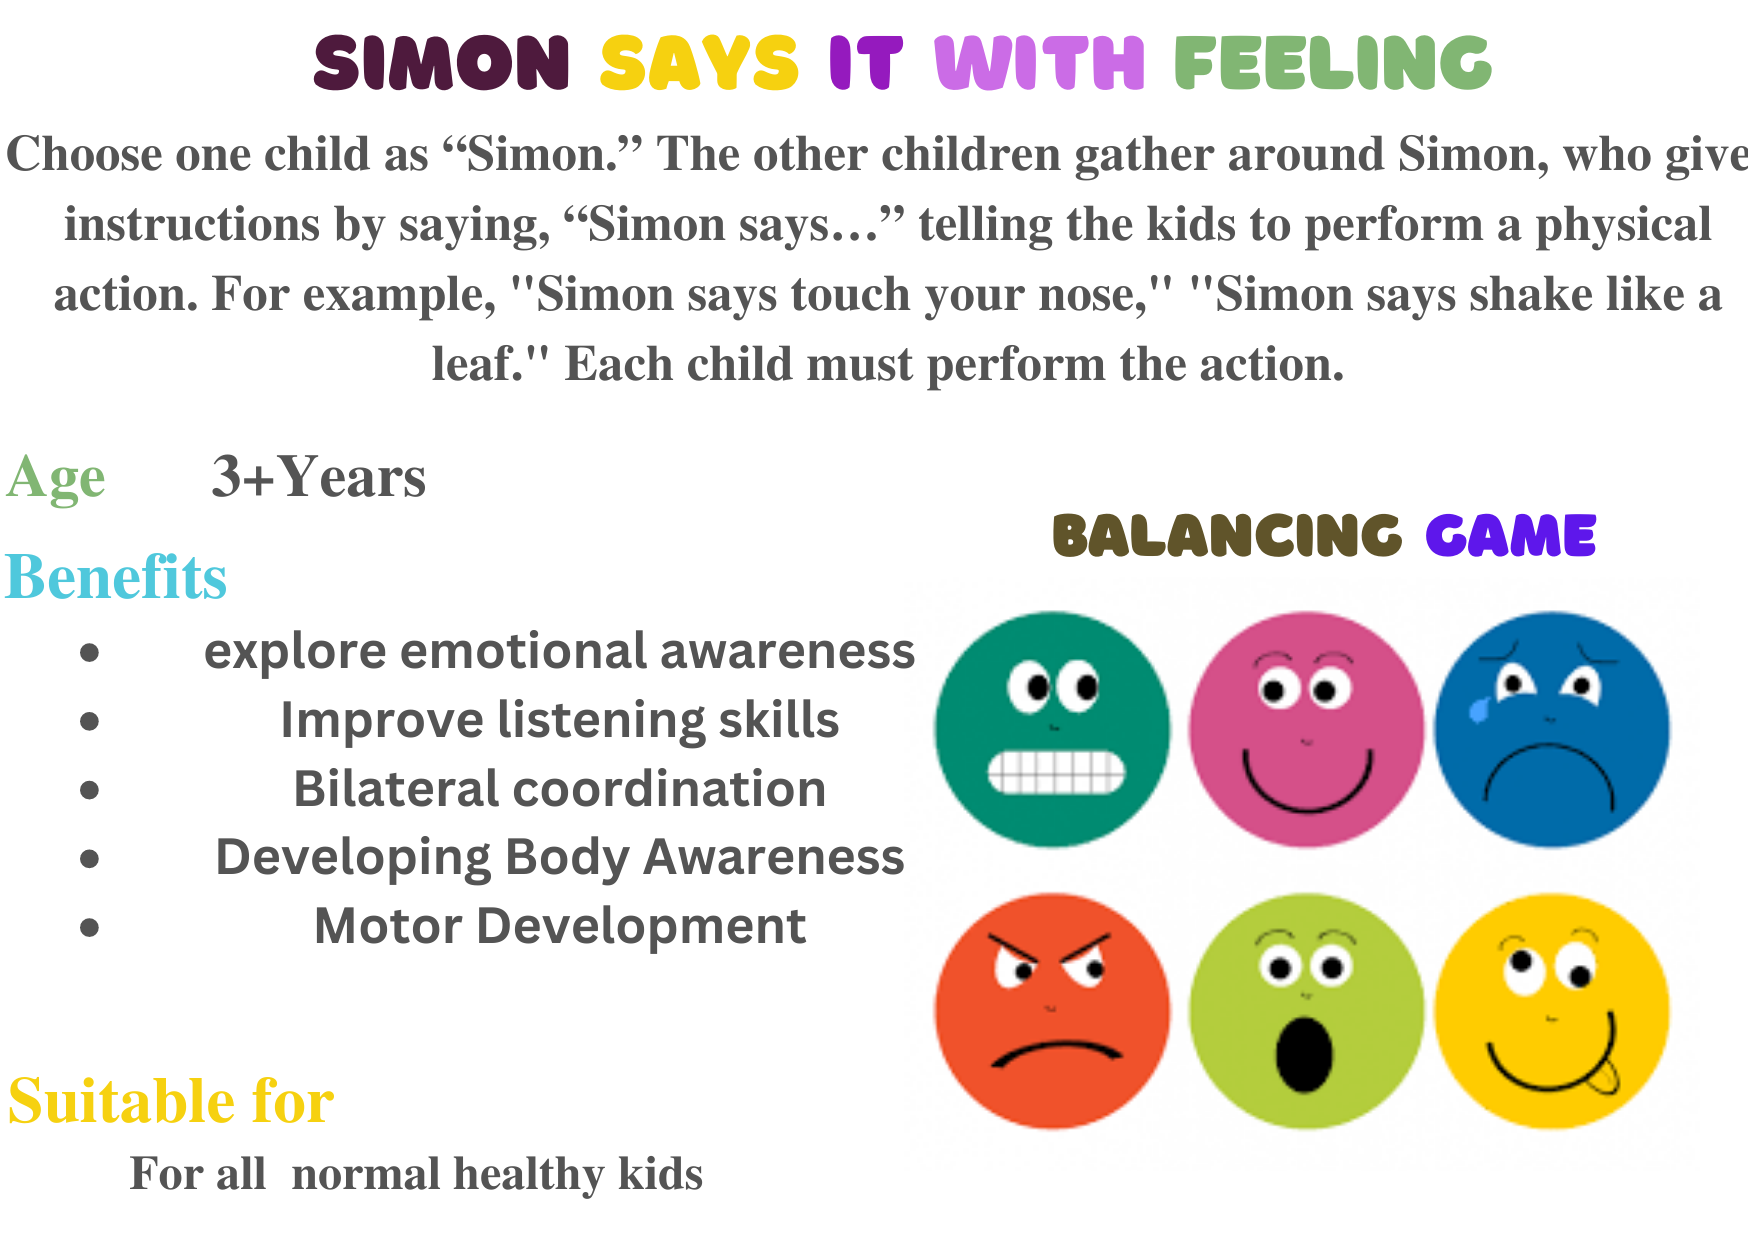 SIMON SAYS IT WITH FEELING
Choose one child as “Simon.” The other children gather around Simon, who give
instructions by saying, “Simon says…” telling the kids to perform a physical
action. For example, "Simon says touch your nose," "Simon says shake like a
leaf." Each child must perform the action.
Age 3+Years
Benefits
• explore emotional awareness
• Improve listening skills
• Bilateral coordination
• Developing Body Awareness
• Motor Development
BALANCING GAME
Suitable for
For all normal healthy kids